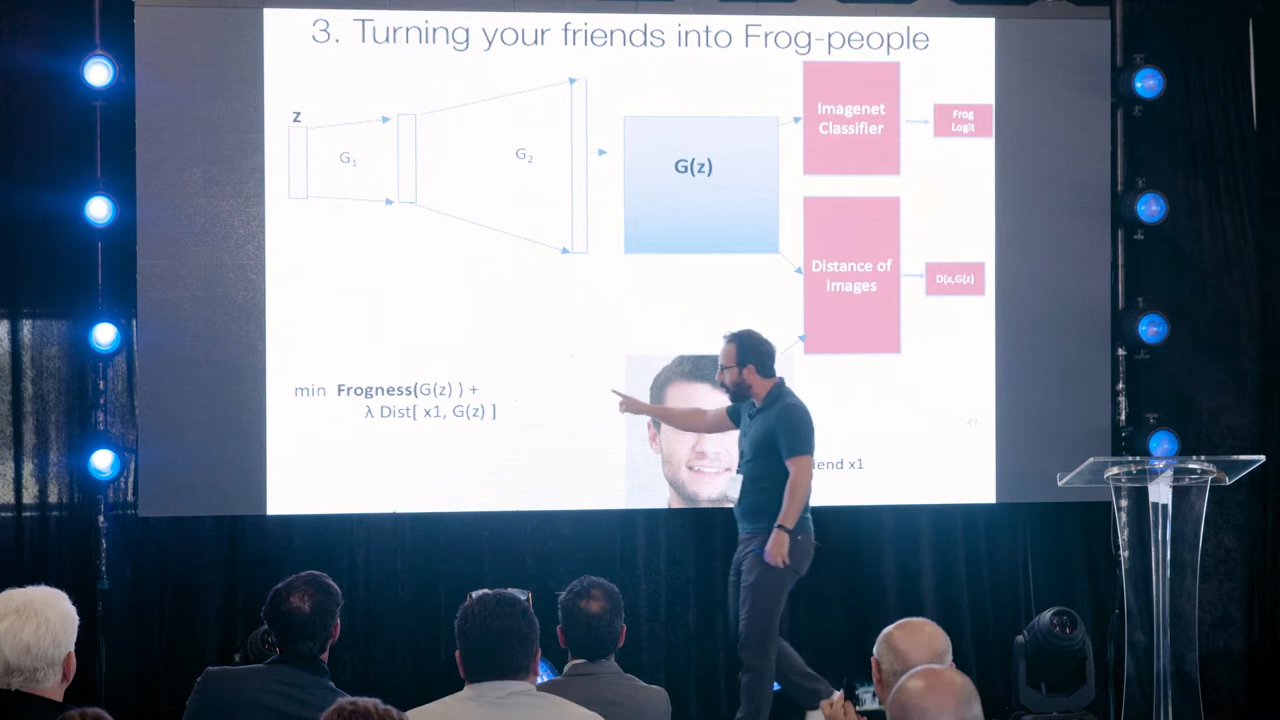 3. Turning your friends into Frog-people
z
G₁
G₂
G(z)
Imagenet
Classifier
Frog
Logit
Distance of
images
D(x,G(z)
min Frogness(G(z) ) +
λ Dist[ x1, G(z) ]
47
x1